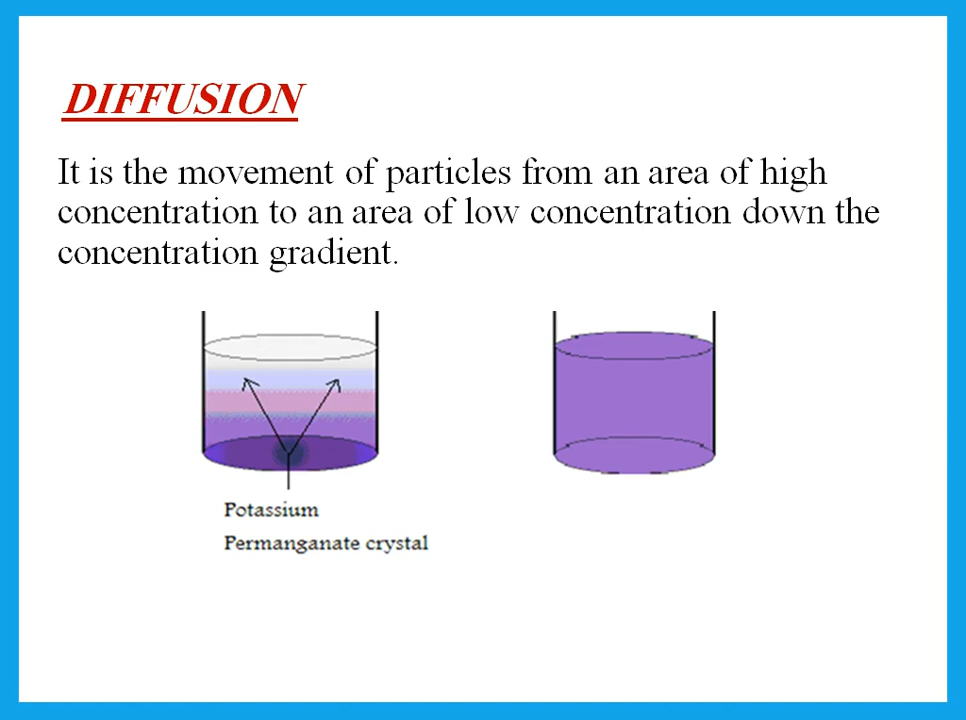 DIFFUSION
It is the movement of particles from an area of high
concentration to an area of low concentration down the
concentration gradient.
Potassium
Permanganate crystal